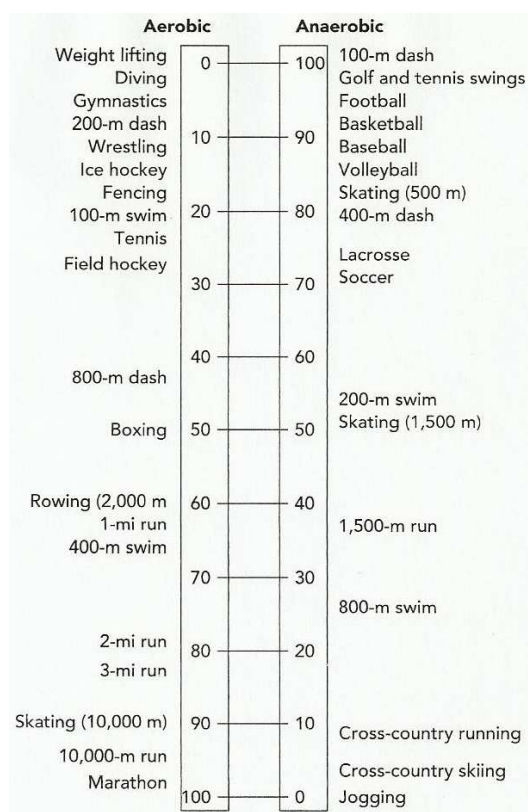 Aerobic Anaerobic
Weight lifting 0 100 100-m dash
Diving Golf and tennis swings
Gymnastics Football
200-m dash Basketball
10 90
Wrestling Baseball
Ice hockey Volleyball
Fencing Skating (500 m)
100-m swim 20 80 400-m dash
Tennis
Field hockey Lacrosse
30 70 Soccer
40 60
800-m dash
200-m swim
Boxing 50 50 Skating (1,500 m)
Rowing (2,000 m 60 40
1-mi run 1,500-m run
400-m swim
70 30
800-m swim
2-mi run 80 20
3-mi run
Skating (10,000 m) 90 10
Cross-country running
10,000-m run
Cross-country skiing
Marathon
100 0 Jogging